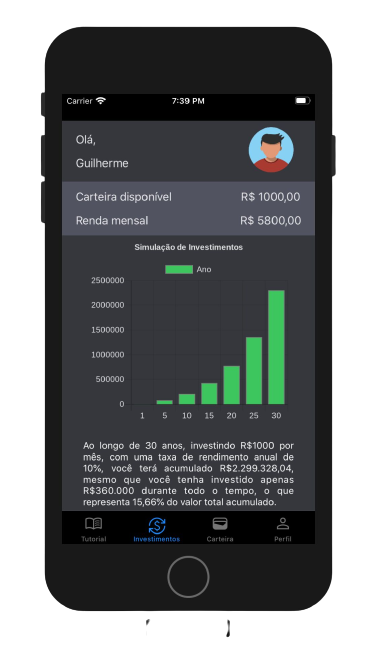 Carrier 7:39 PM
Olá,
Guilherme
Carteira disponível R$ 1000,00
Renda mensal R$ 5800,00
Simulação de Investimentos
Ano
2500000
2000000
1500000
1000000
500000
0
1 5 10 15 20 25 30
Ao longo de 30 anos, investindo R$1000 por
mês, com uma taxa de rendimento anual de
10%, você terá acumulado R$2.299.328,04,
mesmo que você tenha investido apenas
R$360.000 durante todo o tempo, o que
representa 15,66% do valor total acumulado.
Tutorial Investimentos Carteira Perfil